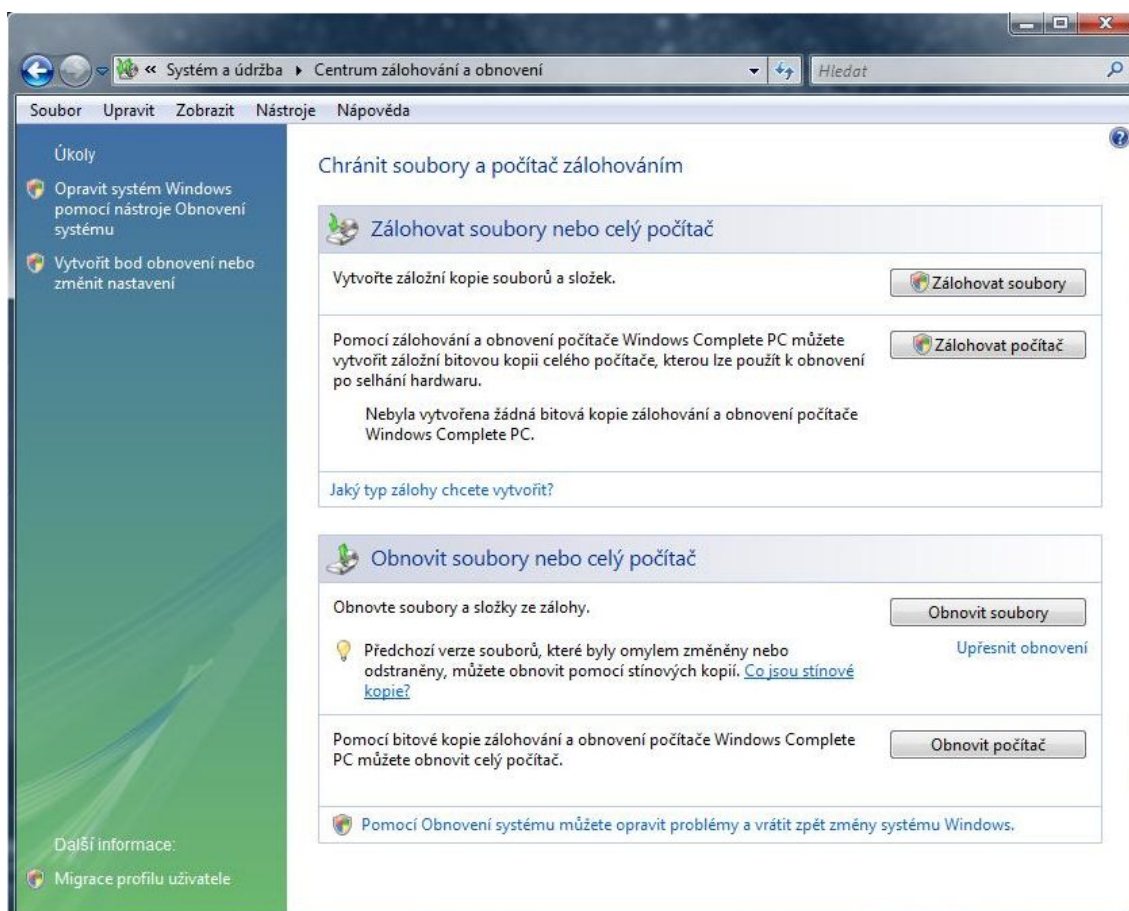 « Systém a údržba ▸ Centrum zálohování a obnovení
Hledat
Soubor Upravit Zobrazit Nástroje Nápověda
Úkoly
Opravit systém Windows
pomocí nástroje Obnovení
systému
Vytvořit bod obnovení nebo
změnit nastavení
Chránit soubory a počítač zálohováním
Zálohovat soubory nebo celý počítač
Vytvořte záložní kopie souborů a složek.
Zálohovat soubory
Pomocí zálohování a obnovení počítače Windows Complete PC můžete
vytvořit záložní bitovou kopii celého počítače, kterou lze použít k obnovení
po selhání hardwaru.
Zálohovat počítač
Nebyla vytvořena žádná bitová kopie zálohování a obnovení počítače
Windows Complete PC.
Jaký typ zálohy chcete vytvořit?
Obnovit soubory nebo celý počítač
Obnovte soubory a složky ze zálohy.
Obnovit soubory
Předchozí verze souborů, které byly omylem změněny nebo
odstraněny, můžete obnovit pomocí stínových kopií. Co jsou stínové
kopie?
Upřesnit obnovení
Pomocí bitové kopie zálohování a obnovení počítače Windows Complete
PC můžete obnovit celý počítač.
Obnovit počítač
Pomocí Obnovení systému můžete opravit problémy a vrátit zpět změny systému Windows.
Další informace:
Migrace profilu uživatele